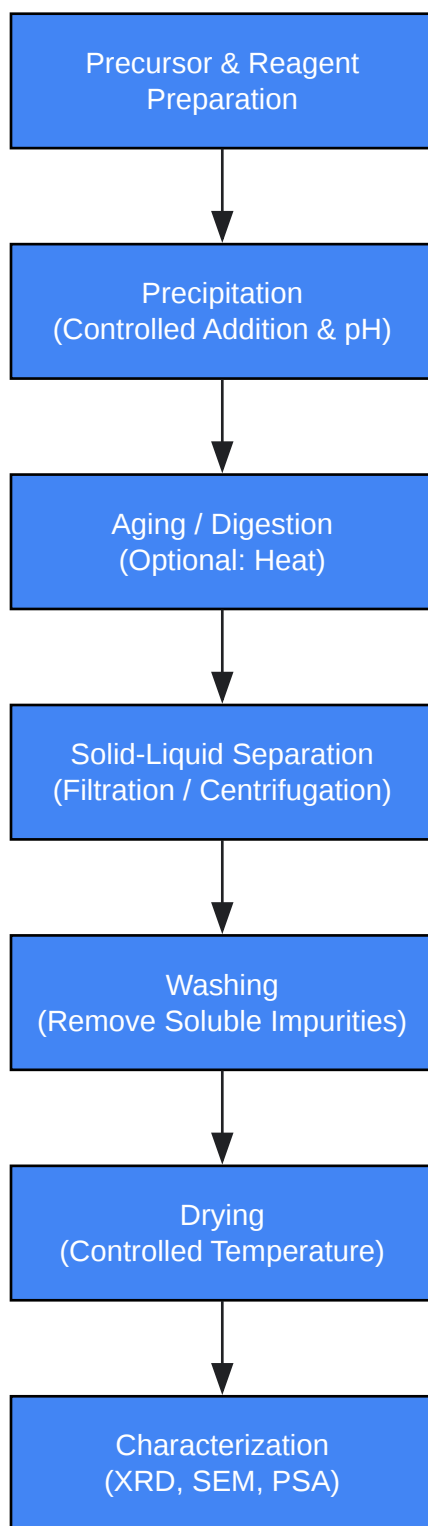 Precursor & Reagent
Preparation
Precipitation
(Controlled Addition & pH)
Aging / Digestion
(Optional: Heat)
Solid-Liquid Separation
(Filtration / Centrifugation)
Washing
(Remove Soluble Impurities)
Drying
(Controlled Temperature)
Characterization
(XRD, SEM, PSA)